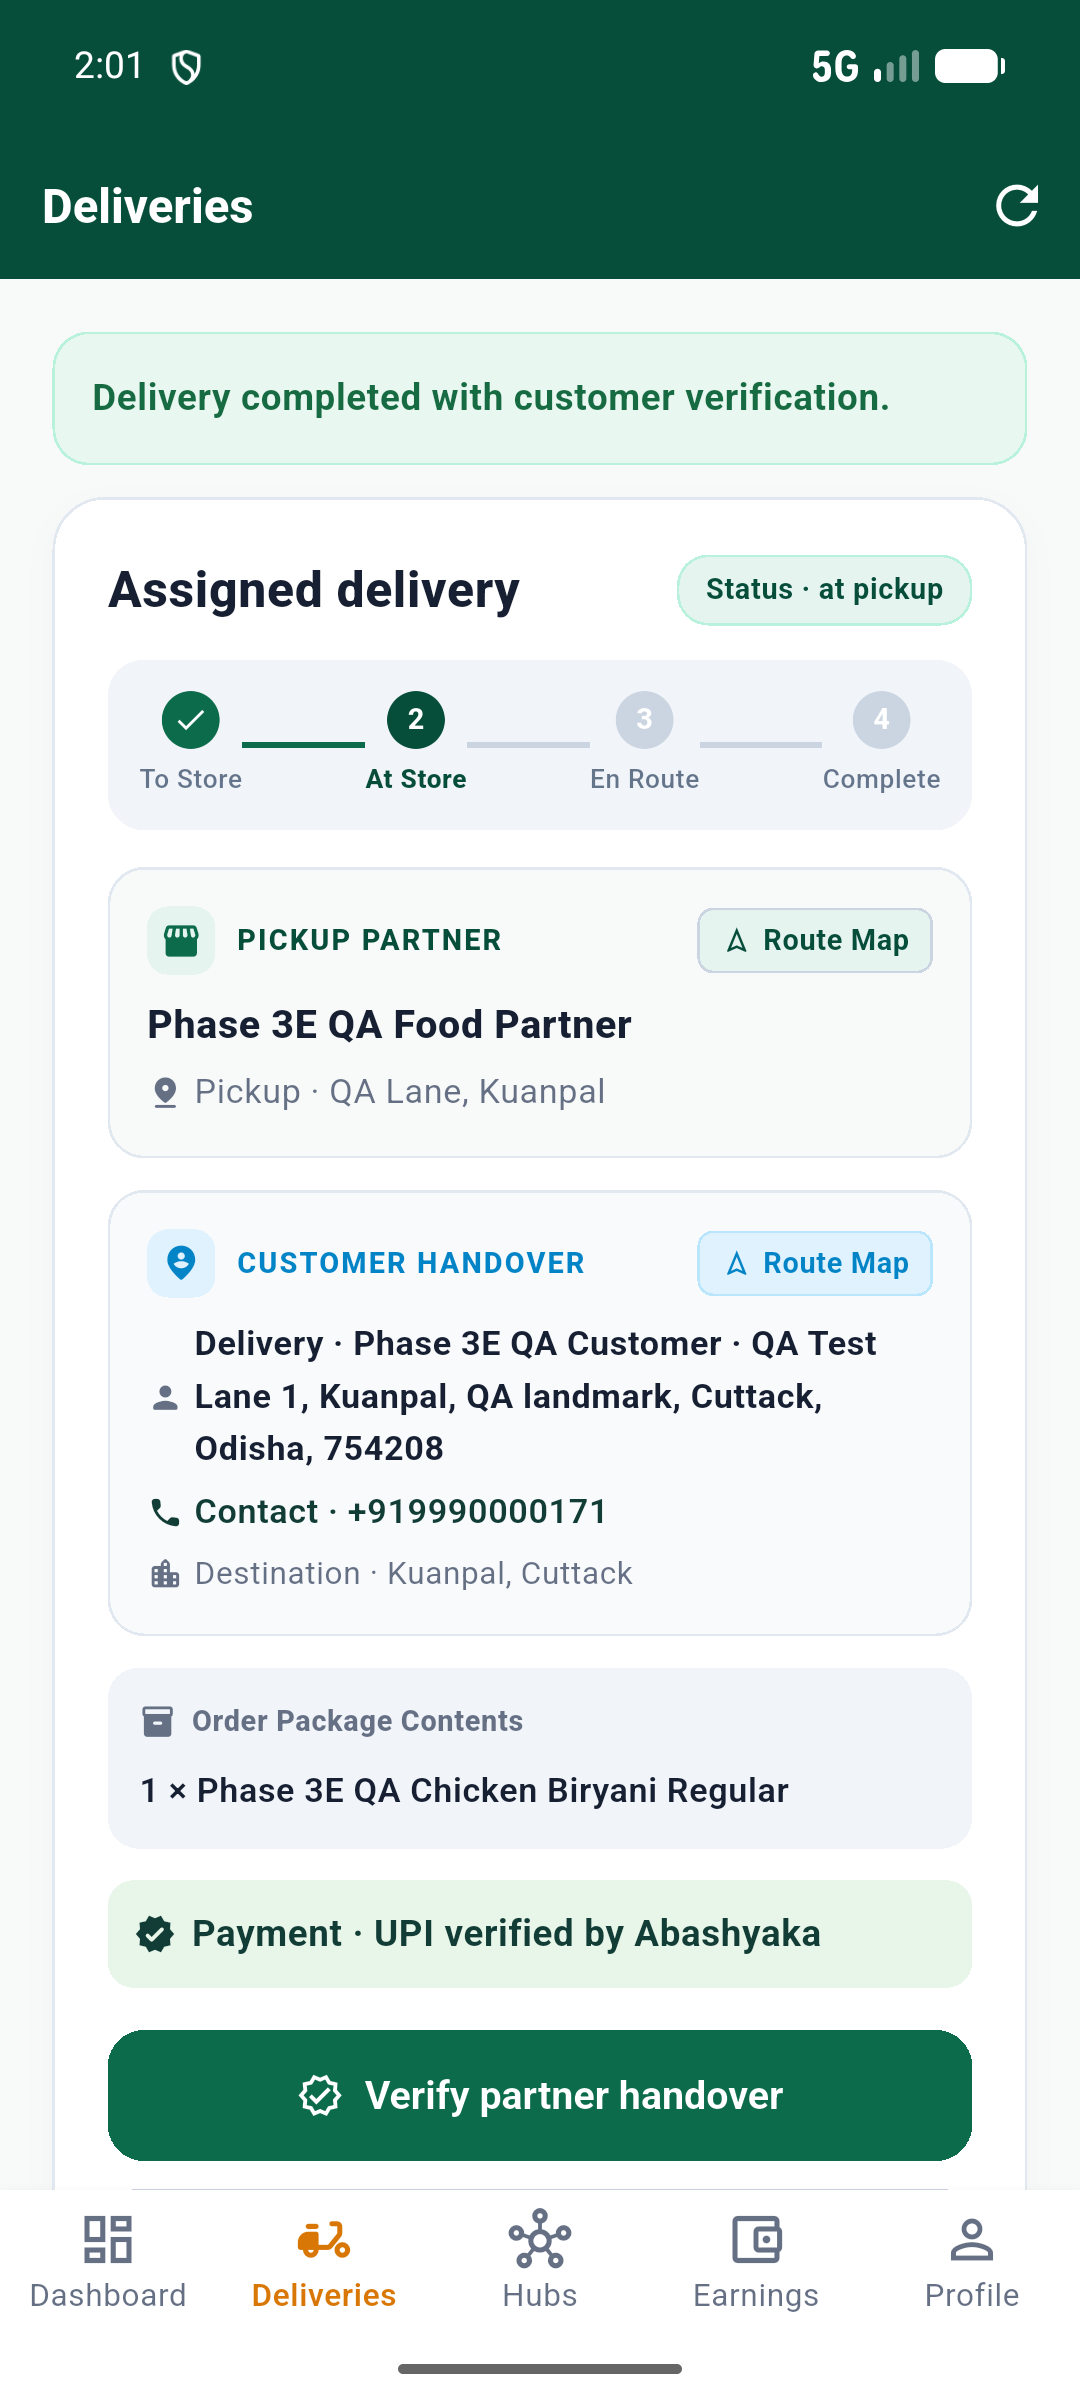 2:01
5G
Deliveries
Delivery completed with customer verification.
Assigned delivery
Status · at pickup
2
3
4
To Store
At Store
En Route
Complete
PICKUP PARTNER
Route Map
Phase 3E QA Food Partner
Pickup · QA Lane, Kuanpal
CUSTOMER HANDOVER
Route Map
Delivery · Phase 3E QA Customer · QA Test
Lane 1, Kuanpal, QA landmark, Cuttack,
Odisha, 754208
Contact · +919990000171
Destination · Kuanpal, Cuttack
Order Package Contents
1 × Phase 3E QA Chicken Biryani Regular
Payment · UPI verified by Abashyaka
Verify partner handover
Dashboard
Deliveries
Hubs
Earnings
Profile